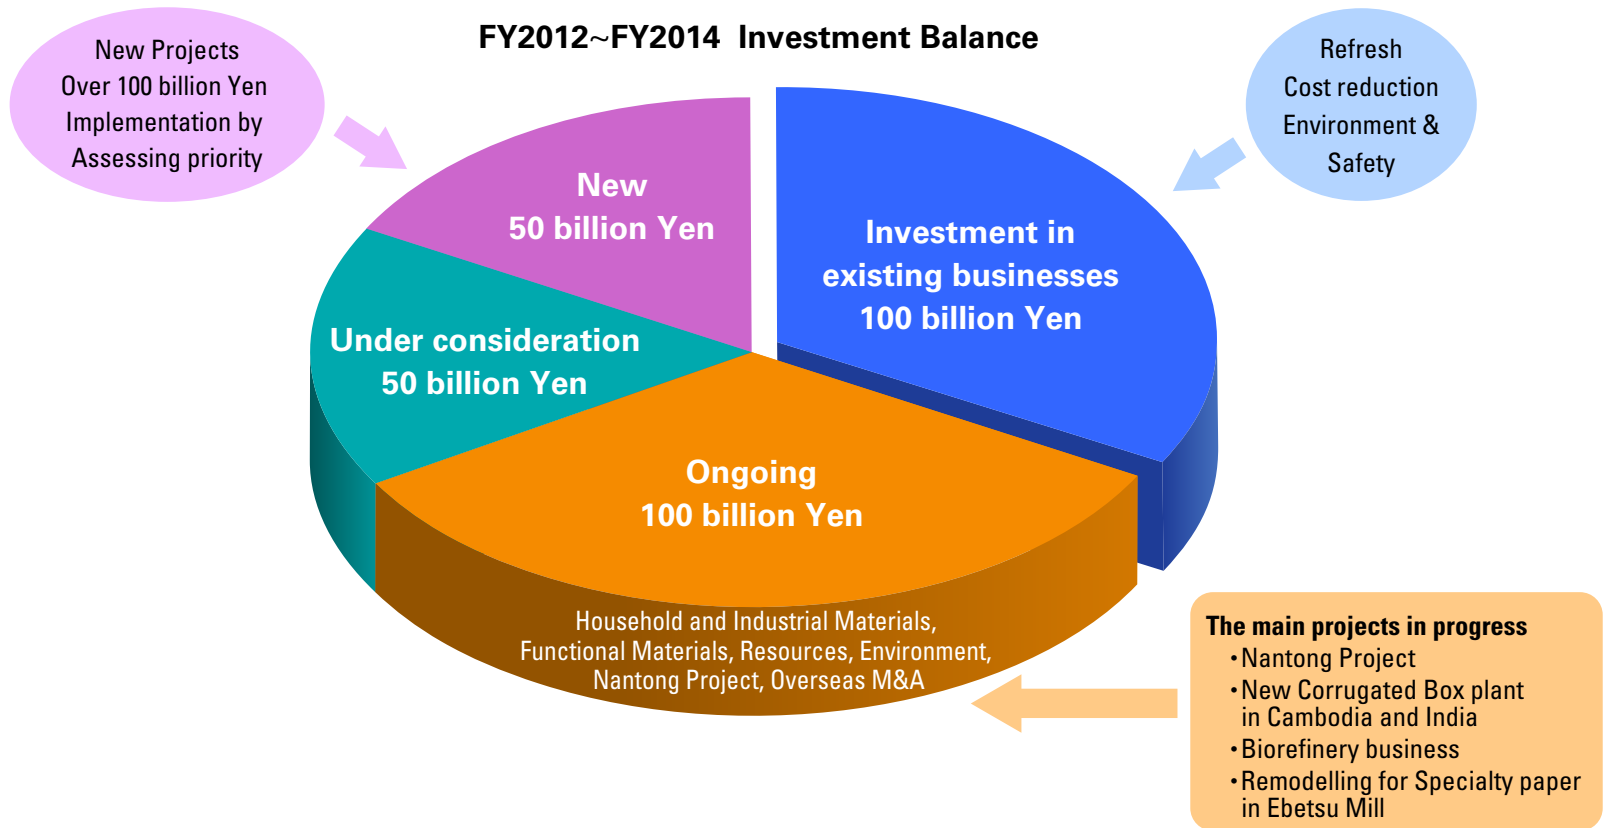 FY2012~FY2014 Investment Balance
New Projects
Over 100 billion Yen
Implementation by
Assessing priority
Refresh
Cost reduction
Environment &
Safety
New
50 billion Yen
Investment in
existing businesses
100 billion Yen
Under consideration
50 billion Yen
Ongoing
100 billion Yen
Household and Industrial Materials,
Functional Materials, Resources, Environment,
Nantong Project, Overseas M&A
The main projects in progress
・Nantong Project
・New Corrugated Box plant
in Cambodia and India
・Biorefinery business
・Remodelling for Specialty paper
in Ebetsu Mill